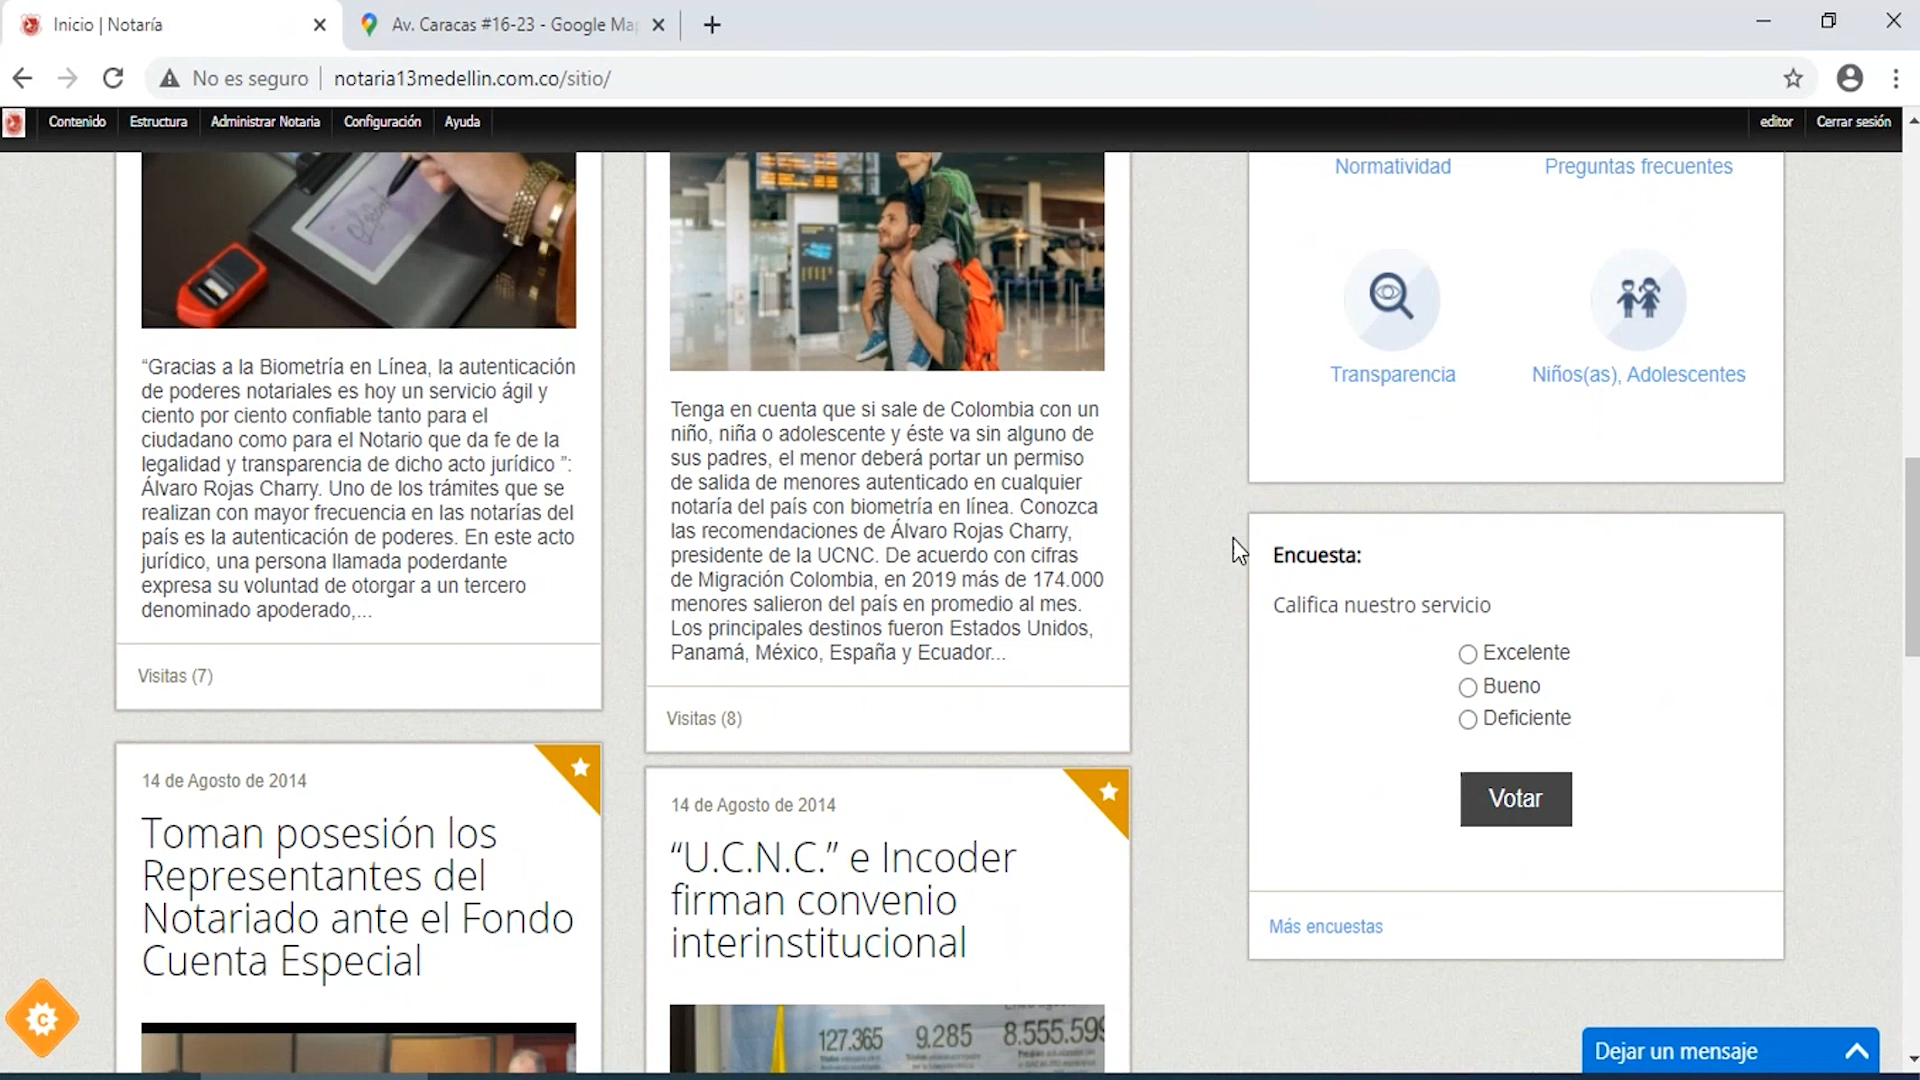 Inicio | Notaría
Av. Caracas #16-23 - Google Ma
No es seguro
notaria13medellin.com.co/sitio/
Contenido
Estructura
Administrar Notaria
Configuración
Ayuda
editor
Cerrar sesión
“Gracias a la Biometría en Línea, la autenticación
de poderes notariales es hoy un servicio ágil y
ciento por ciento confiable tanto para el
ciudadano como para el Notario que da fe de la
legalidad y transparencia de dicho acto jurídico ”:
Álvaro Rojas Charry. Uno de los trámites que se
realizan con mayor frecuencia en las notarías del
país es la autenticación de poderes. En este acto
jurídico, una persona llamada poderdante
expresa su voluntad de otorgar a un tercero
denominado apoderado,...
Visitas (7)
14 de Agosto de 2014
Toman posesión los
Representantes del
Notariado ante el Fondo
Cuenta Especial
Tenga en cuenta que si sale de Colombia con un
niño, niña o adolescente y éste va sin alguno de
sus padres, el menor deberá portar un permiso
de salida de menores autenticado en cualquier
notaría del país con biometría en línea. Conozca
las recomendaciones de Álvaro Rojas Charry,
presidente de la UCNC. De acuerdo con cifras
de Migración Colombia, en 2019 más de 174.000
menores salieron del país en promedio al mes.
Los principales destinos fueron Estados Unidos,
Panamá, México, España y Ecuador...
Visitas (8)
14 de Agosto de 2014
“U.C.N.C.” e Incoder
firman convenio
interinstitucional
127.365
9.285
8.555.599
Normatividad
Preguntas frecuentes
Transparencia
Niños(as), Adolescentes
Encuesta:
Califica nuestro servicio
Excelente
Bueno
Deficiente
Votar
Más encuestas
Dejar un mensaje
C